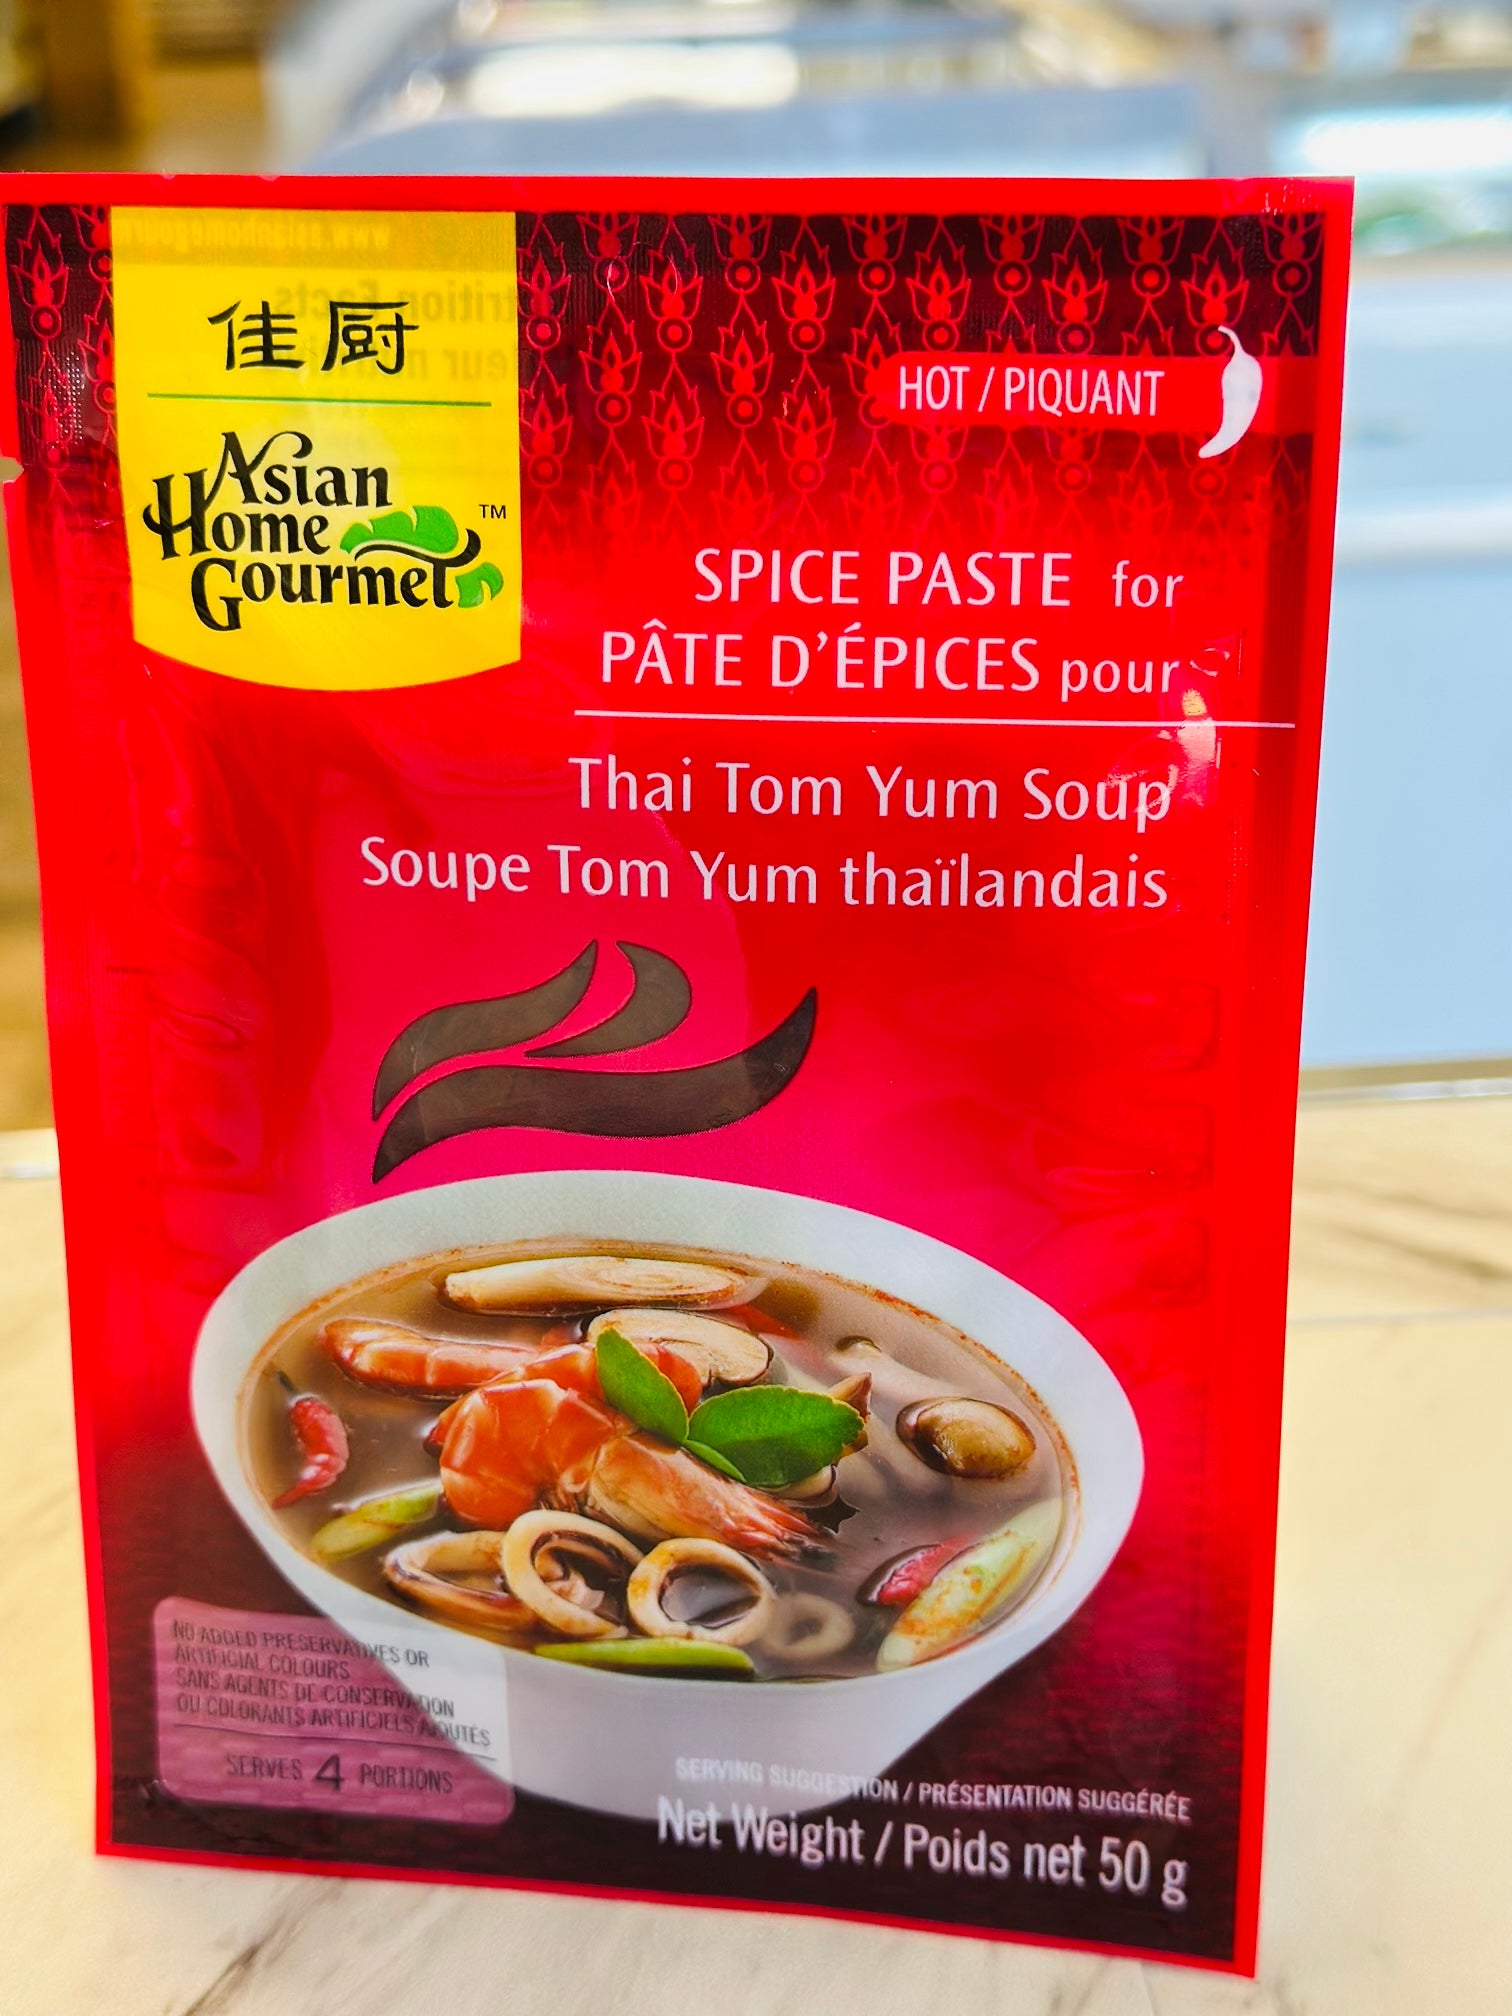 佳厨
Asian
Home
Gourmet
TM
HOT / PIQUANT
SPICE PASTE for
PÂTE D'ÉPICES pour
Thai Tom Yum Soup
Soupe Tom Yum thaïlandais
NO ADDED PRESERVATIVES OR
ARTIFICIAL COLOURS
SANS AGENTS DE CONSERVATION
OU COLORANTS ARTIFICIELS AJOUTÉS
SERVES 4 PORTIONS
SERVING SUGGESTION / PRÉSENTATION SUGGÉRÉE
Net Weight / Poids net 50 g